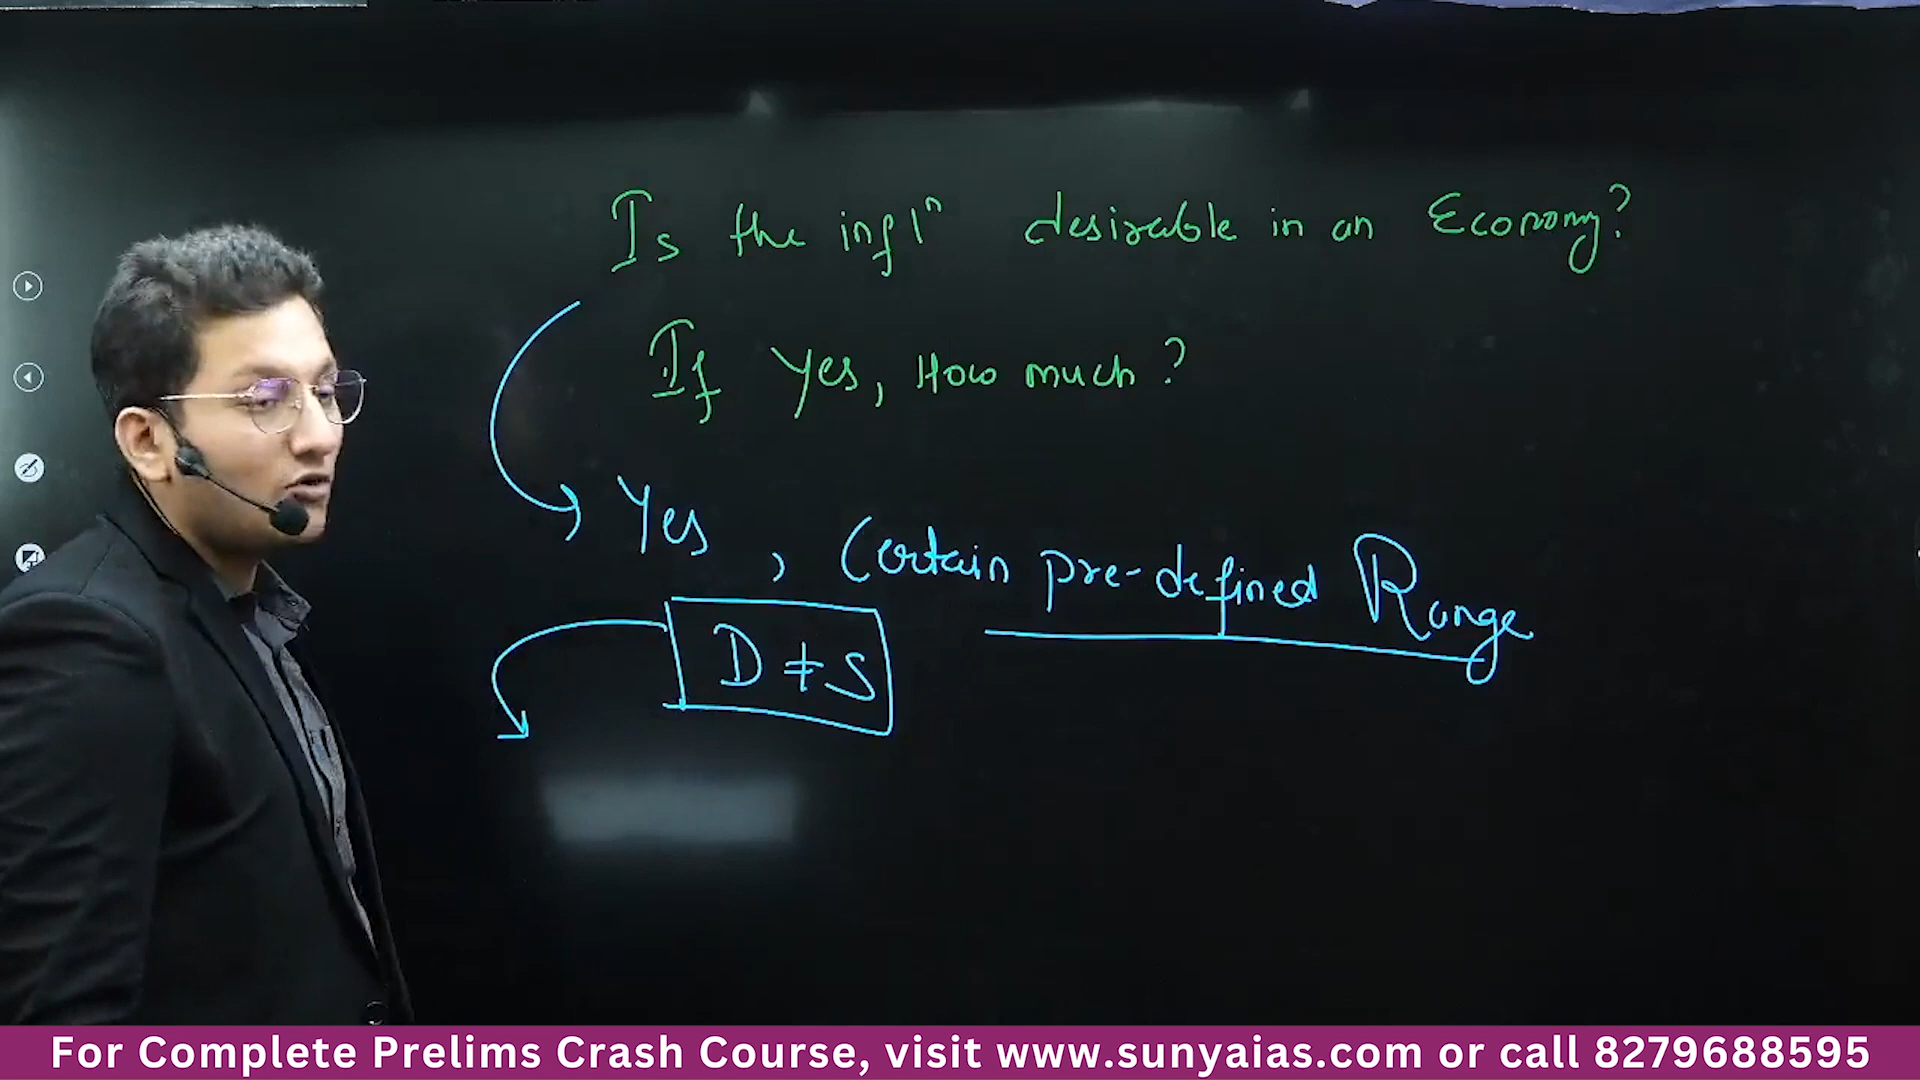 Is the inflⁿ desirable in an Economy?
If Yes, How much?
Yes, Certain pre-defined Range
D ≠ S
For Complete Prelims Crash Course, visit www.sunyaias.com or call 8279688595